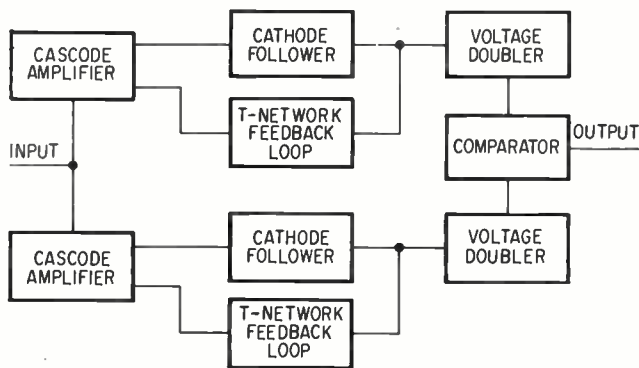 CASCODE
AMPLIFIER
CATHODE
FOLLOWER
VOLTAGE
DOUBLER
T-NETWORK
FEEDBACK
LOOP
INPUT
COMPARATOR
OUTPUT
CASCODE
AMPLIFIER
CATHODE
FOLLOWER
VOLTAGE
DOUBLER
T-NETWORK
FEEDBACK
LOOP